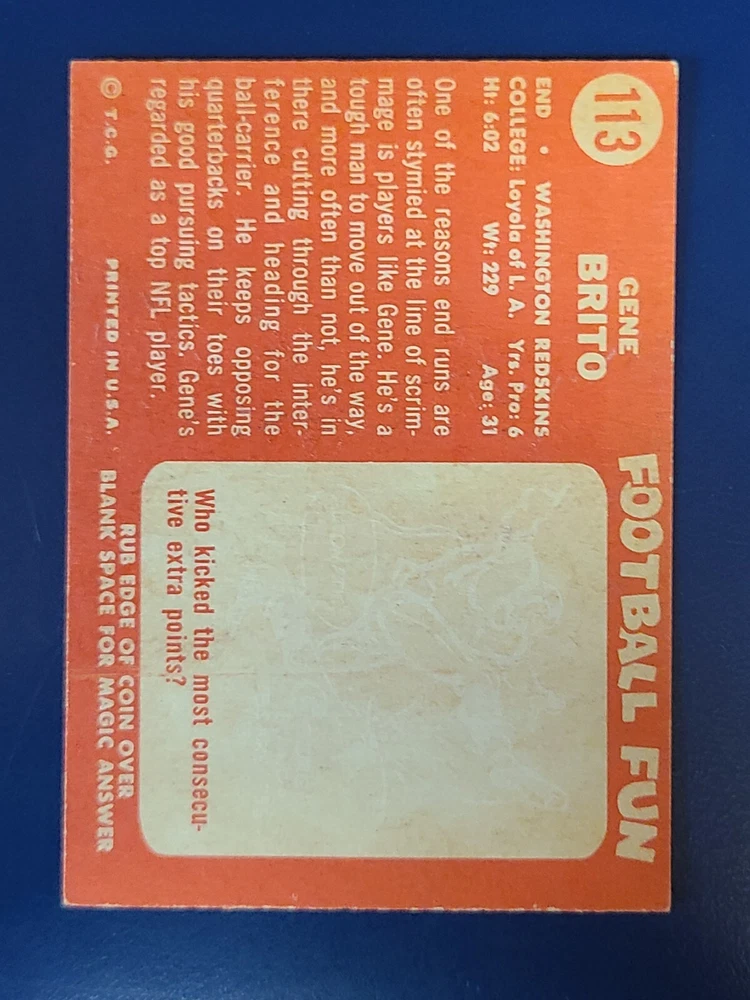 113
GENE
BRITO
END • WASHINGTON REDSKINS
COLLEGE: Loyola of L. A. Yrs. Pro: 6
Ht: 6:02 Wt: 229 Age: 31
One of the reasons end runs are
often stymied at the line of scrim-
mage is players like Gene. He's a
tough man to move out of the way,
and more often than not, he's in
there cutting through the inter-
ference and heading for the
ball-carrier. He keeps opposing
quarterbacks on their toes with
his good pursuing tactics. Gene's
regarded as a top NFL player.
© T.C.G. PRINTED IN U.S.A.
FOOTBALL FUN
Who kicked the most consecu-
tive extra points?
RUB EDGE OF COIN OVER
BLANK SPACE FOR MAGIC ANSWER